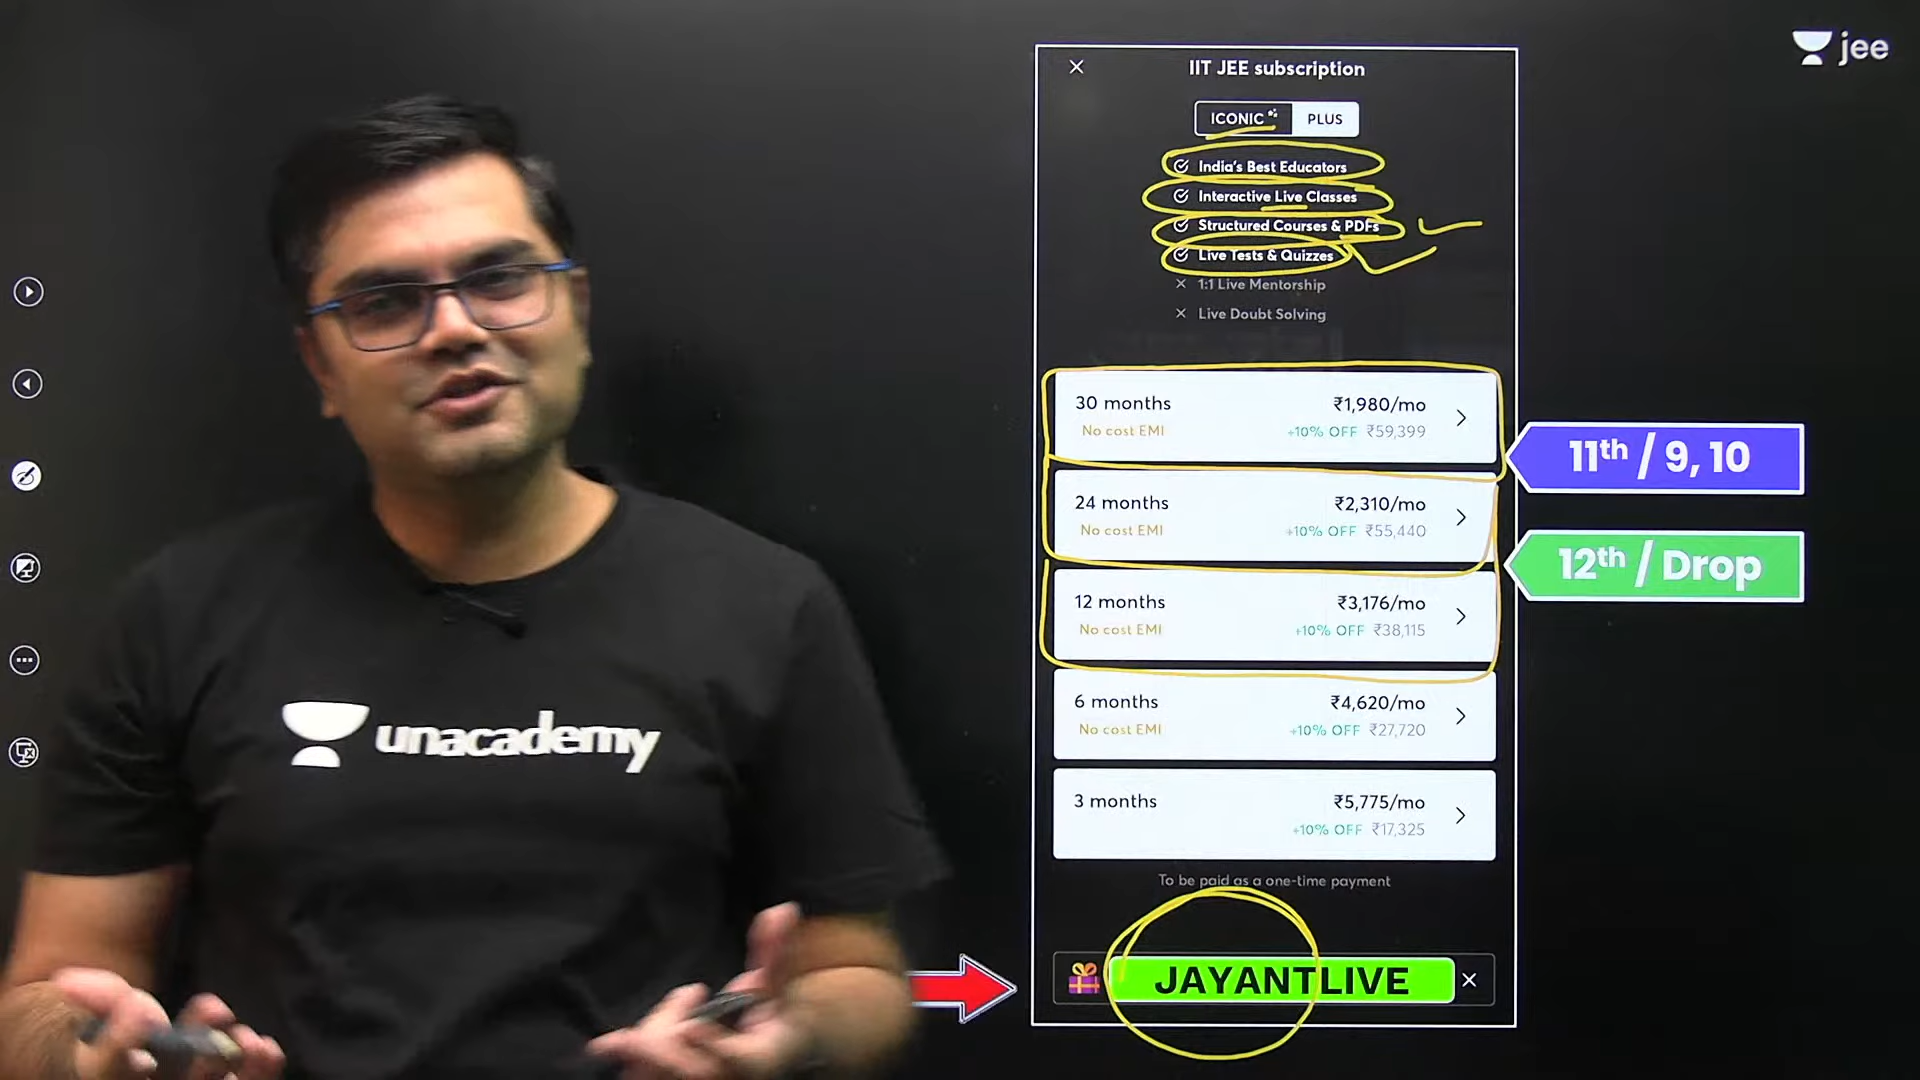 jee
IIT JEE subscription
ICONIC PLUS
India's Best Educators
Interactive Live Classes
Structured Courses & PDFs
Live Tests & Quizzes
1:1 Live Mentorship
Live Doubt Solving
30 months ₹1,980/mo
No cost EMI +10% OFF ₹59,399
11th / 9, 10
24 months ₹2,310/mo
No cost EMI +10% OFF ₹55,440
12th / Drop
12 months ₹3,176/mo
No cost EMI +10% OFF ₹38,115
6 months ₹4,620/mo
No cost EMI +10% OFF ₹27,720
3 months ₹5,775/mo
+10% OFF ₹17,325
To be paid as a one-time payment
JAYANTLIVE
unacademy